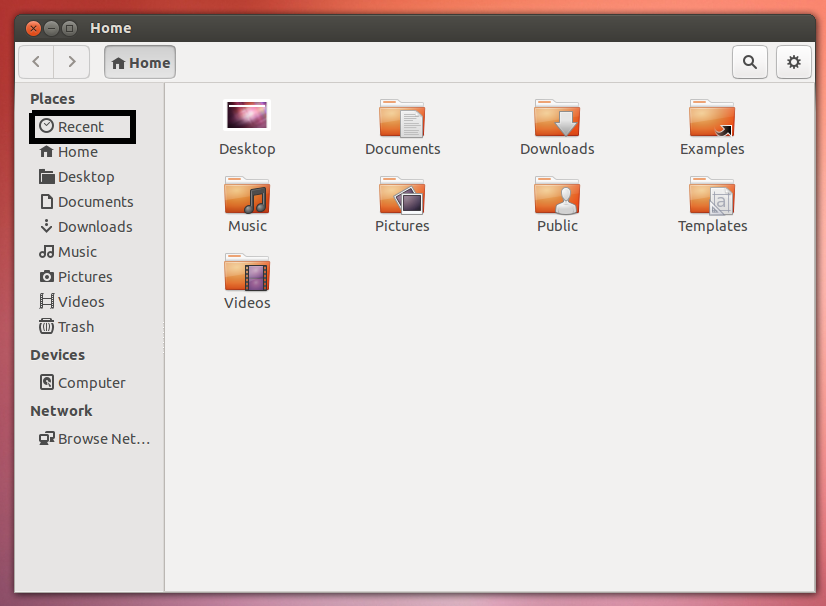 Home
Home
Places
Recent
Home
Desktop
Documents
Downloads
Music
Pictures
Videos
Trash
Devices
Computer
Network
Browse Net...
Desktop
Documents
Downloads
Examples
Music
Pictures
Public
Templates
Videos